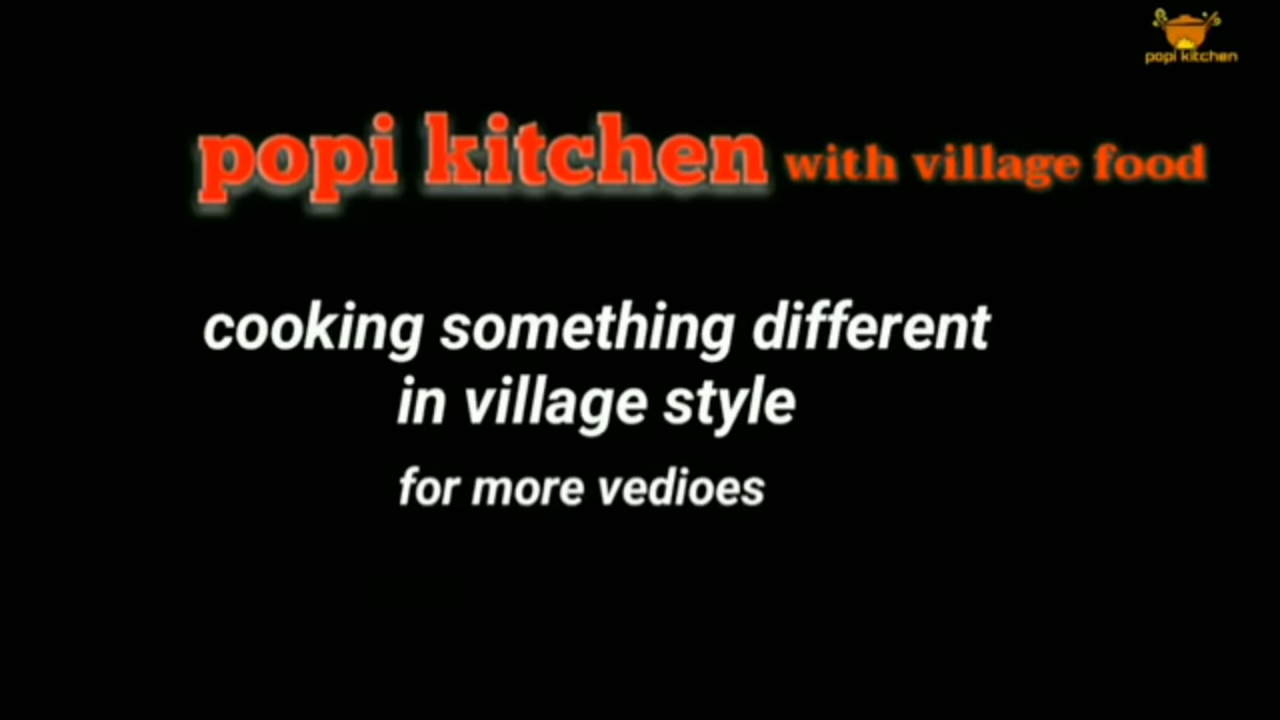 popi kitchen
popi kitchen with village food
cooking something different
in village style
for more vedioes